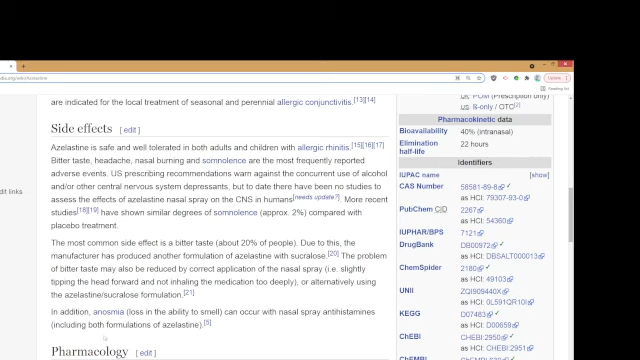 dia.org/wiki/Azelastine
Update
Reading list
are indicated for the local treatment of seasonal and perennial allergic conjunctivitis.[13][14]
Side effects [ edit ]
Azelastine is safe and well tolerated in both adults and children with allergic rhinitis.[15][16][17]
Bitter taste, headache, nasal burning and somnolence are the most frequently reported
adverse events. US prescribing recommendations warn against the concurrent use of alcohol
and/or other central nervous system depressants, but to date there have been no studies to
assess the effects of azelastine nasal spray on the CNS in humans.[needs update?] More recent
studies[18][19] have shown similar degrees of somnolence (approx. 2%) compared with
placebo treatment.
The most common side effect is a bitter taste (about 20% of people). Due to this, the
manufacturer has produced another formulation of azelastine with sucralose.[20] The problem
of bitter taste may also be reduced by correct application of the nasal spray (i.e. slightly
tipping the head forward and not inhaling the medication too deeply), or alternatively using
the azelastine/sucralose formulation.[21]
In addition, anosmia (loss in the ability to smell) can occur with nasal spray antihistamines
(including both formulations of azelastine).[5]
Pharmacology [ edit ]
dit links
UK: POM (Prescription only)
US: ℞-only / OTC[2]
Pharmacokinetic data
Bioavailability 40% (intranasal)
Elimination half-life 22 hours
Identifiers
IUPAC name [show]
CAS Number 58581-89-8 ✓
as HCl: 79307-93-0 ✓
PubChem CID 2267
as HCl: 54360
IUPHAR/BPS 7121
DrugBank DB00972 ✓
as HCl: DBSALT000013
ChemSpider 2180 ✓
as HCl: 49103
UNII ZQI909440X
as HCl: 0L591QR10I
KEGG D07483
as HCl: D00659
ChEBI CHEBI:2950 ✓
as HCl: CHEBI:2951